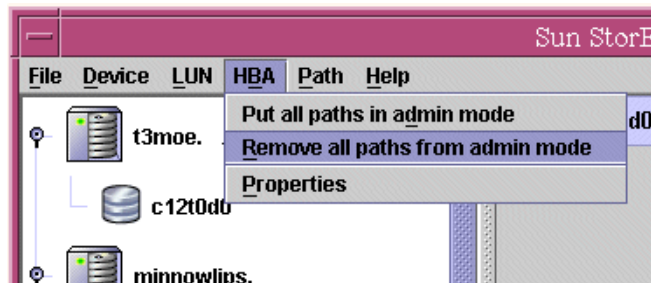 Sun StorE
File Device LUN HBA Path Help
Put all paths in admin mode
Remove all paths from admin mode
Properties
d0
t3moe.
c12t0d0
minnowlips.